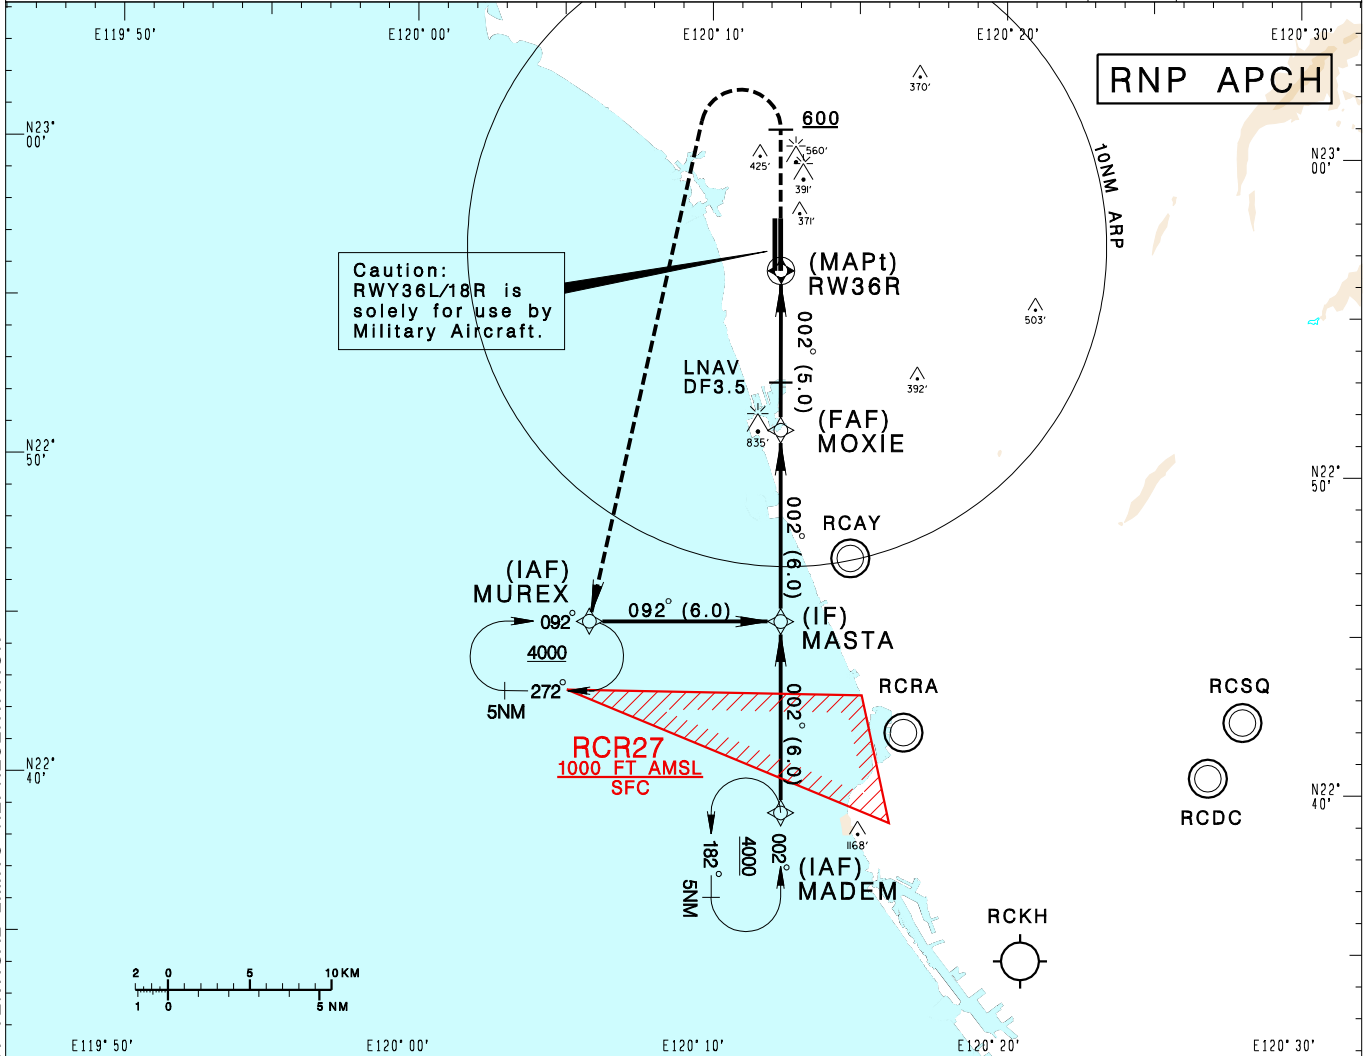 E119°50'
E120°00'
E120°10'
E120°20'
E120°30'
RNP APCH
370'
600
N23°
00'
N23°
00'
425'
560'
391'
371'
10NM ARP
Caution:
RWY36L/18R is
solely for use by
Military Aircraft.
(MAPt)
RW36R
503'
002° (5.0)
LNAV
DF3.5
392'
(FAF)
MOXIE
835'
N22°
50'
N22°
50'
002° (6.0)
RCAY
(IAF)
MUREX
092°
092° (6.0)
(IF)
MASTA
4000
272°
5NM
002° (6.0)
RCRA
RCSQ
RCR27
1000 FT AMSL
SFC
N22°
40'
N22°
40'
RCDC
1168'
182°
4000
002°
5NM
(IAF)
MADEM
RCKH
2 0 5 10KM
1 0 5 NM
E119°50'
E120°00'
E120°10'
E120°20'
E120°30'